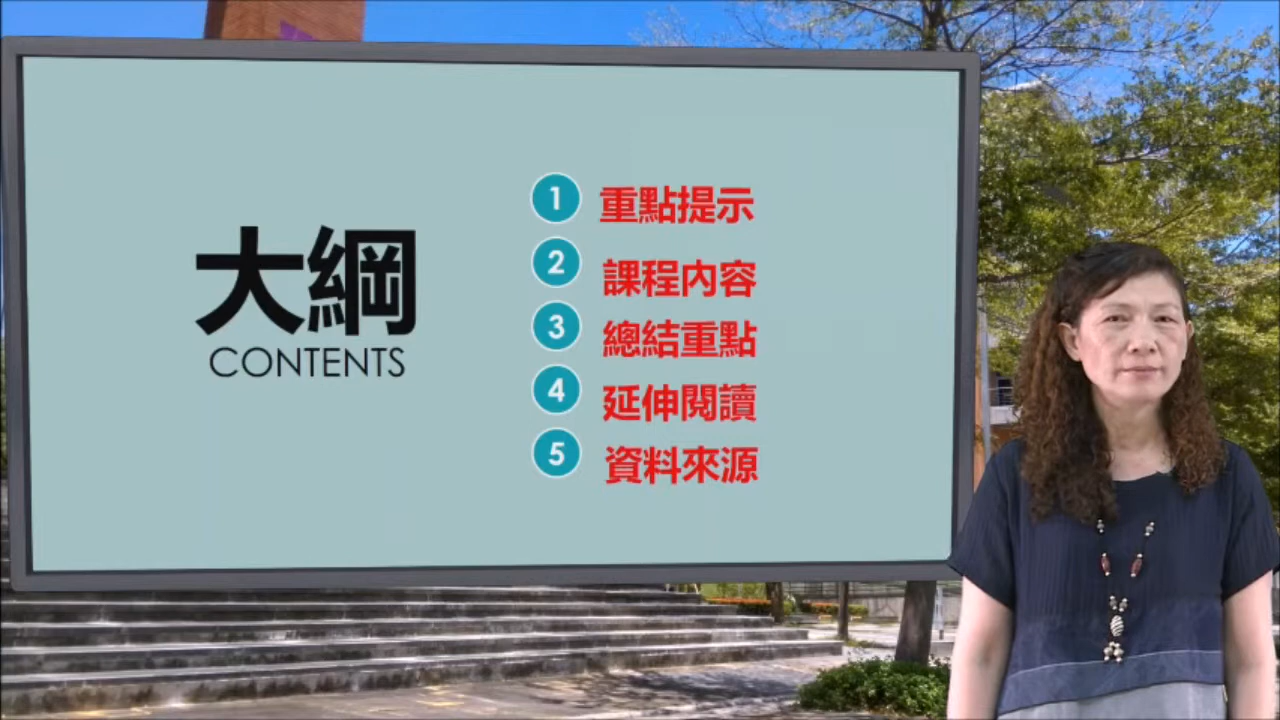 大綱
CONTENTS
1 重點提示
2 課程內容
3 總結重點
4 延伸閱讀
5 資料來源